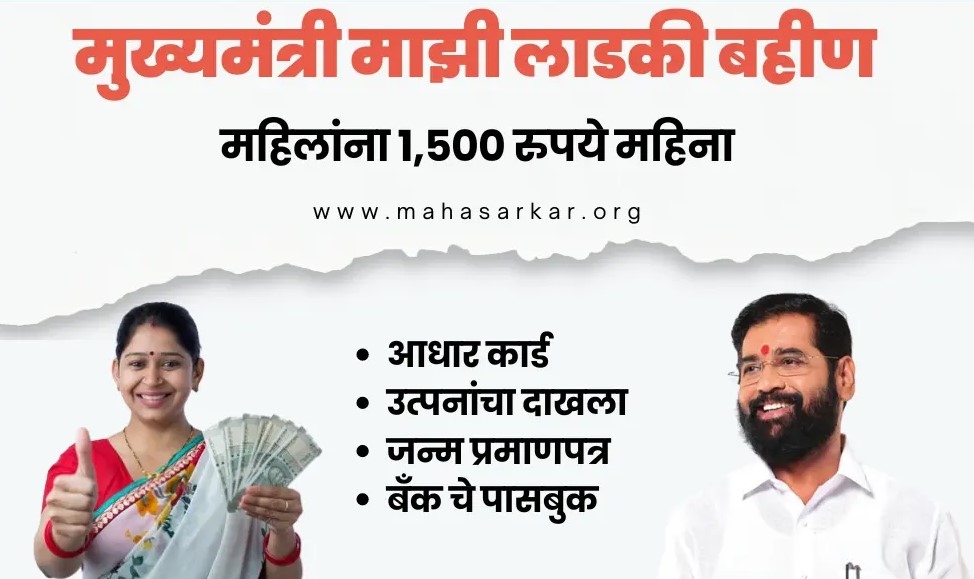 मुख्यमंत्री माझी लाडकी बहीण
महिलांना 1,500 रुपये महिना
www.mahasarkar.org
• आधार कार्ड
• उत्पनांचा दाखला
• जन्म प्रमाणपत्र
• बँक चे पासबुक